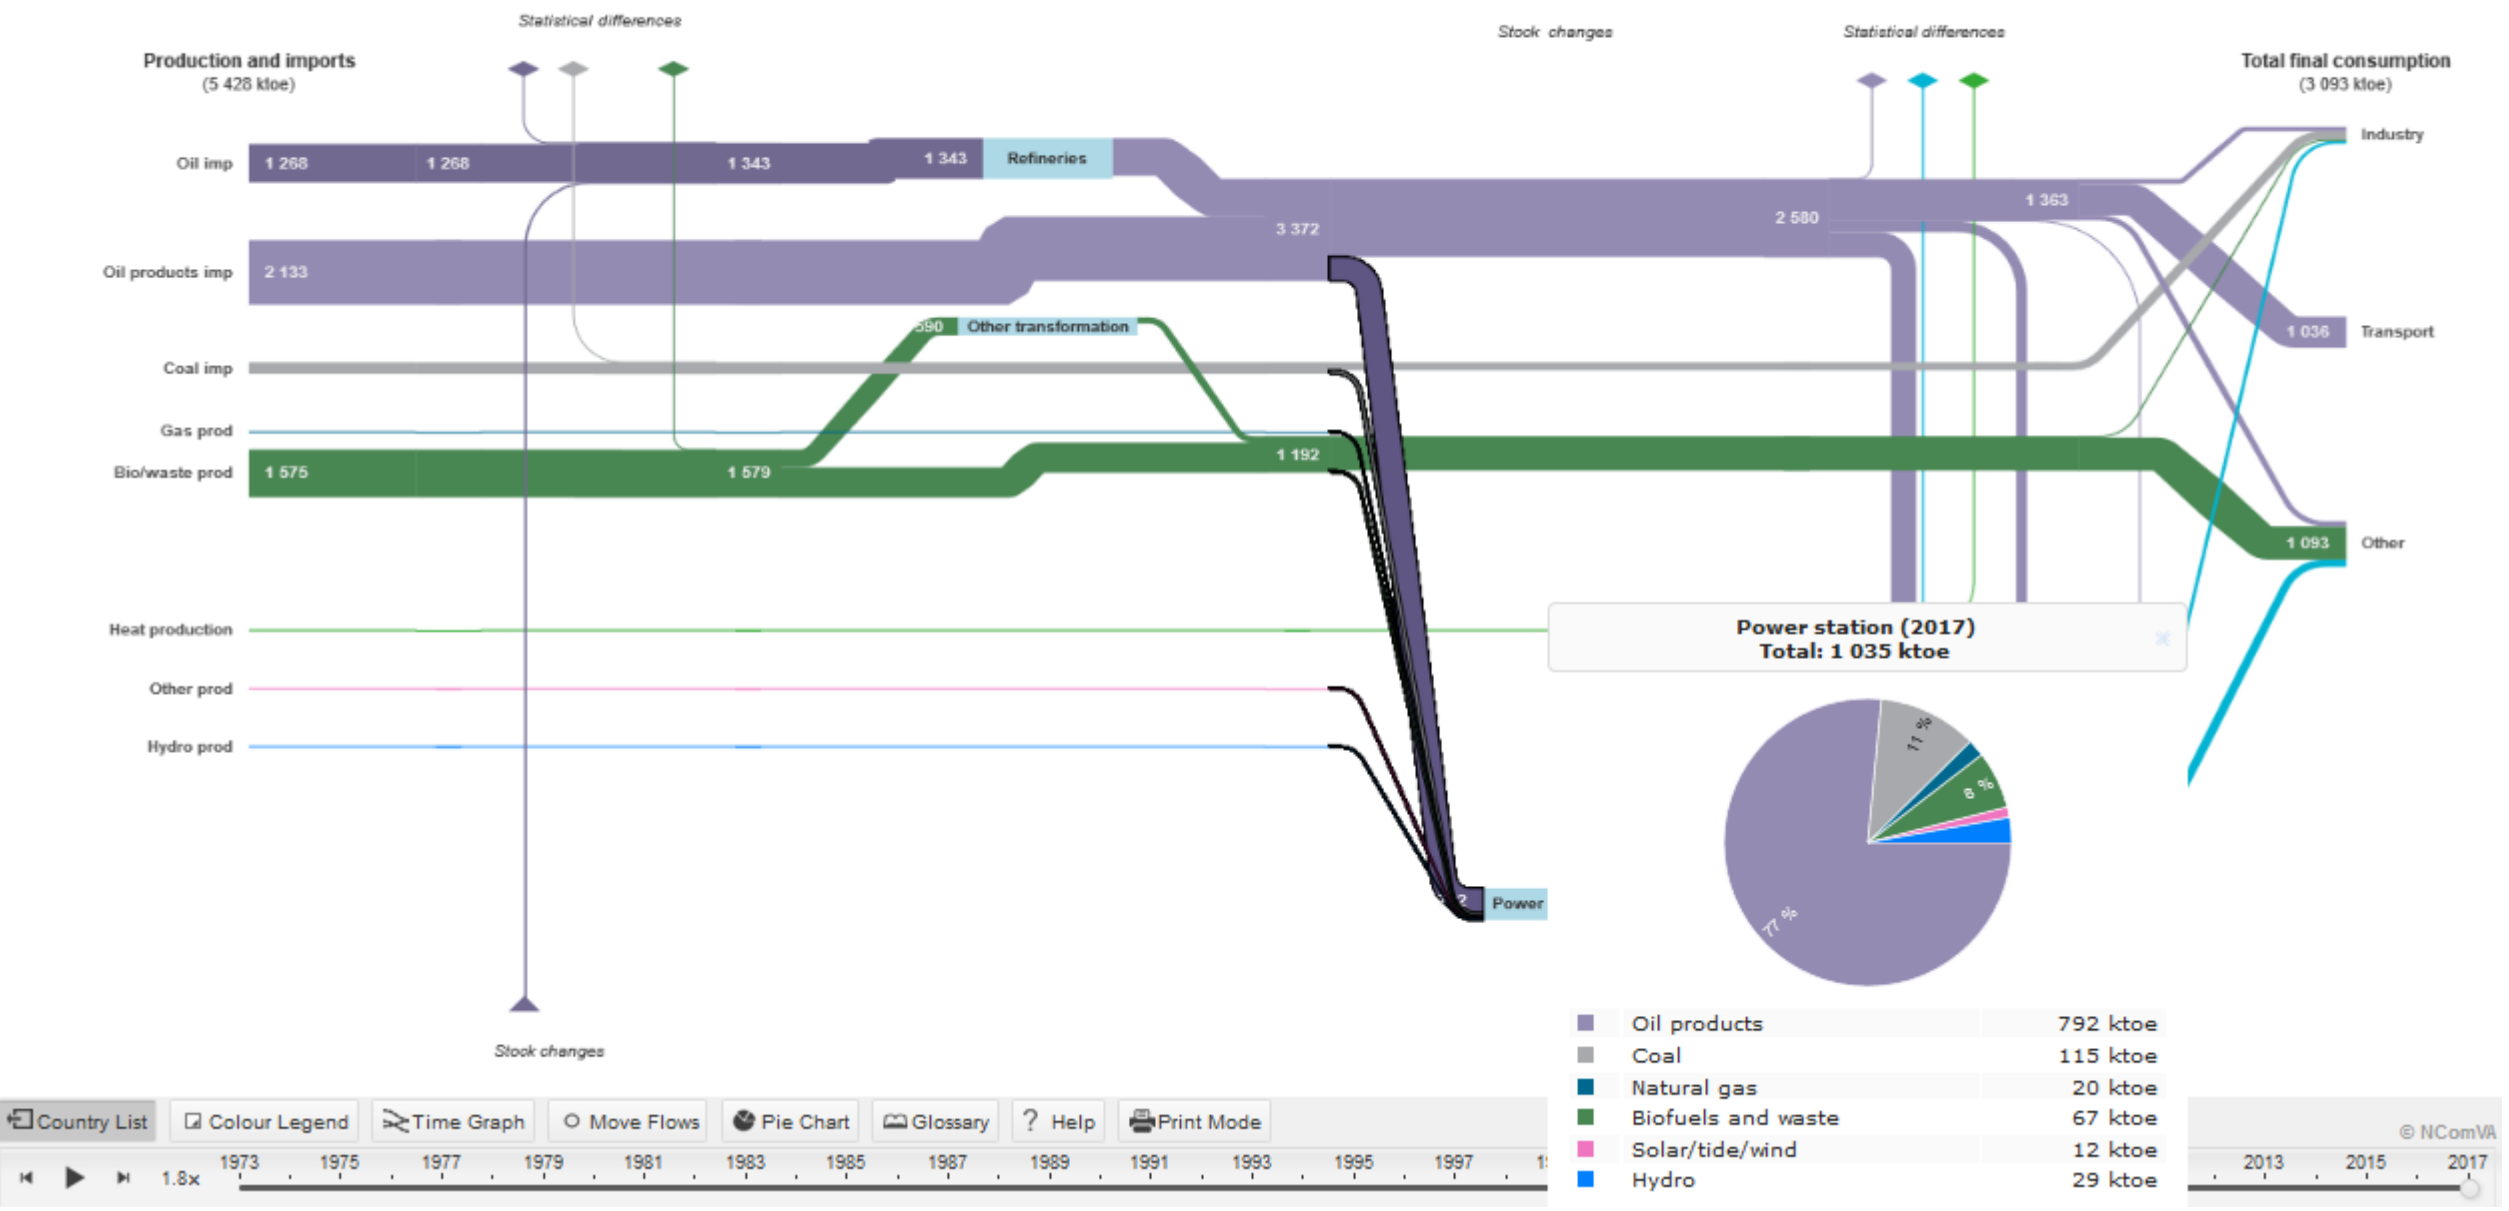 Statistical differences
Stock changes
Statistical differences
Production and imports
(5 428 ktoe)
Total final consumption
(3 093 ktoe)
Industry
Oil imp
1 268
1 268
1 343
1 343
Refineries
1 363
2 580
3 372
Oil products imp
2 133
Other transformation
1 036
Transport
Coal imp
Gas prod
1 192
Bio/waste prod
1 575
1 579
1 093
Other
Heat production
Power station (2017)
Total: 1 035 ktoe
Other prod
Hydro prod
11 %
6 %
77 %
Power
Stock changes
Oil products 792 ktoe
Coal 115 ktoe
Natural gas 20 ktoe
Biofuels and waste 67 ktoe
Solar/tide/wind 12 ktoe
Hydro 29 ktoe
Country List
Colour Legend
Time Graph
Move Flows
Pie Chart
Glossary
? Help
Print Mode
© NComVA
1.8x
1973 1975 1977 1979 1981 1983 1985 1987 1989 1991 1993 1995 1997 2013 2015 2017